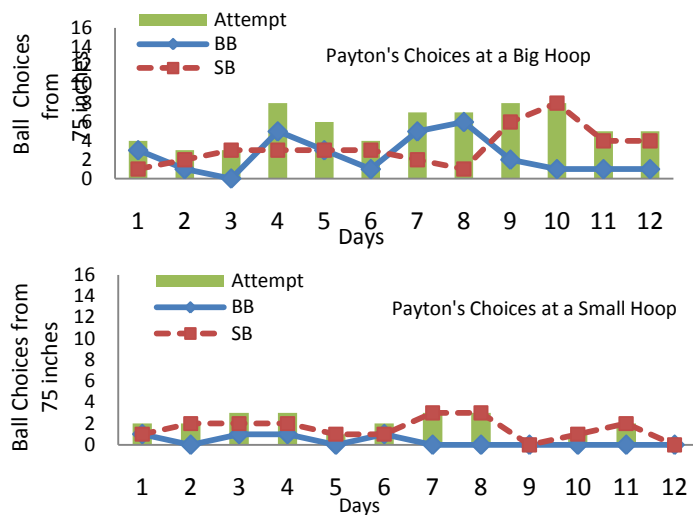 16
14
12
10
8
6
4
2
0
Ball Choices
from
75 inches
Attempt
BB
SB
Payton's Choices at a Big Hoop
1 2 3 4 5 6 7 8 9 10 11 12
Days
16
14
12
10
8
6
4
2
0
Ball Choices from
75 inches
Attempt
BB
SB
Payton's Choices at a Small Hoop
1 2 3 4 5 6 7 8 9 10 11 12
Days